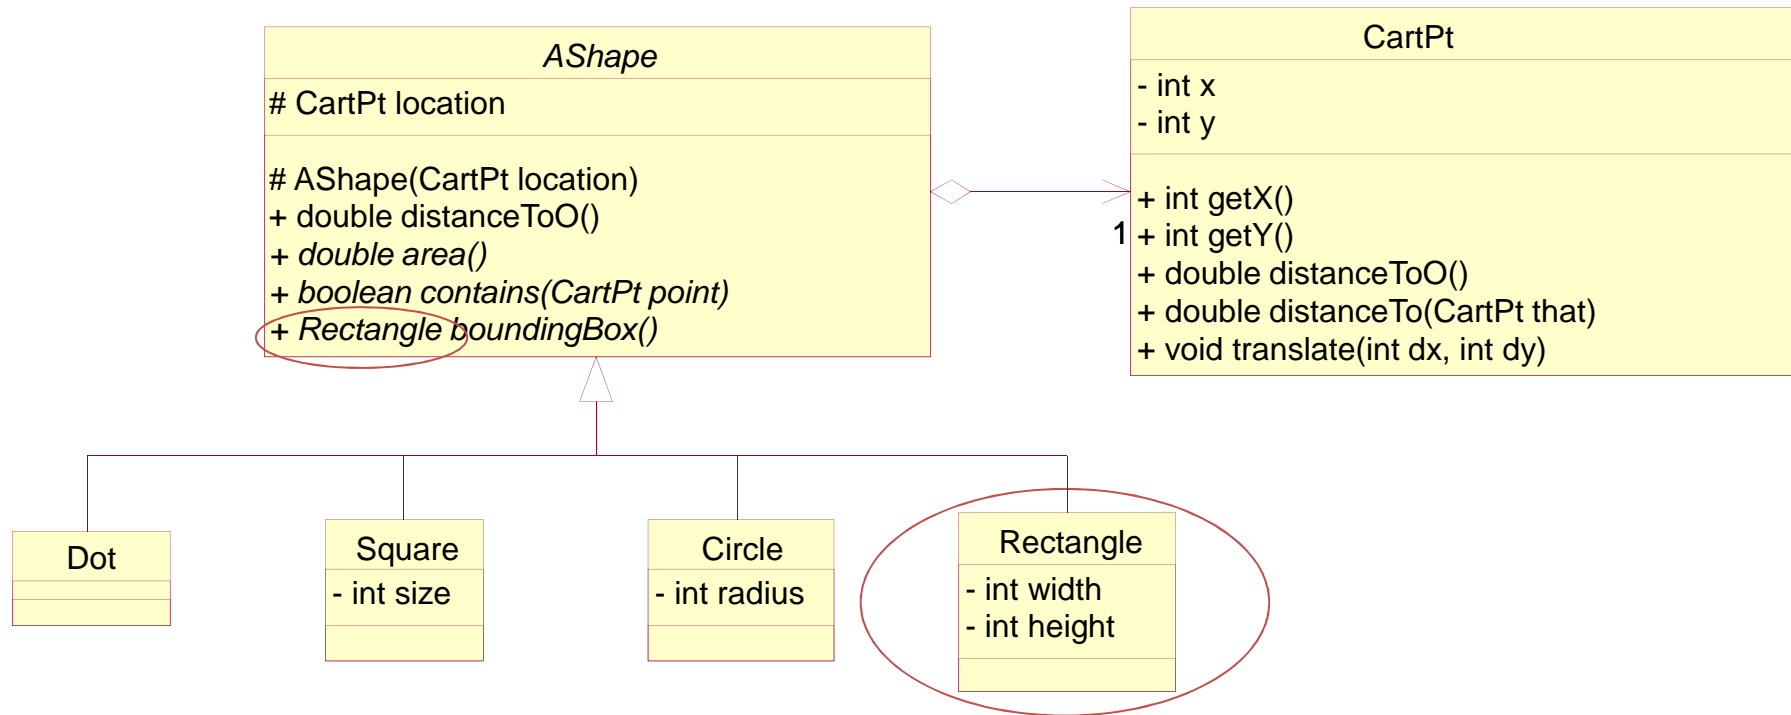 AShape
# CartPt location
# AShape(CartPt location)
+ double distanceToO()
+ double area()
+ boolean contains(CartPt point)
+ Rectangle boundingBox()
CartPt
- int x
- int y
1
+ int getX()
+ int getY()
+ double distanceToO()
+ double distanceTo(CartPt that)
+ void translate(int dx, int dy)
Dot
Square
- int size
Circle
- int radius
Rectangle
- int width
- int height